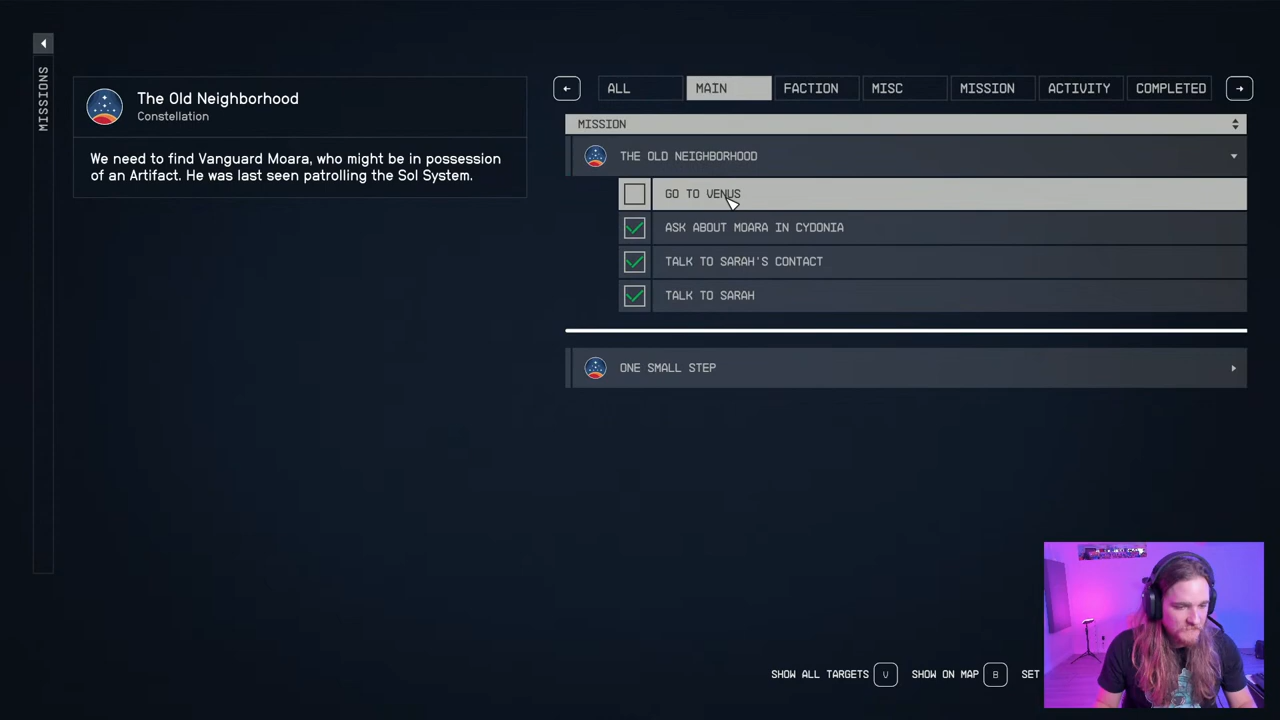 MISSIONS
The Old Neighborhood
Constellation
We need to find Vanguard Moara, who might be in possession
of an Artifact. He was last seen patrolling the Sol System.
ALL
MAIN
FACTION
MISC
MISSION
ACTIVITY
COMPLETED
MISSION
THE OLD NEIGHBORHOOD
GO TO VENUS
ASK ABOUT MOARA IN CYDONIA
TALK TO SARAH'S CONTACT
TALK TO SARAH
ONE SMALL STEP
SHOW ALL TARGETS V
SHOW ON MAP B
SET